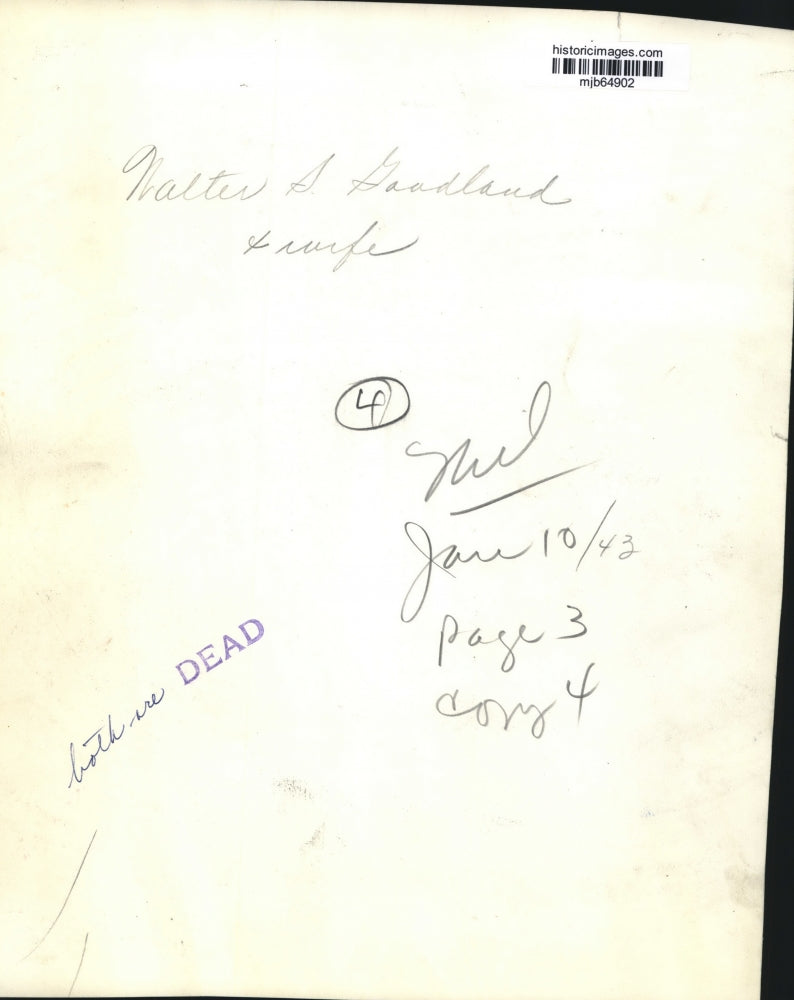 historicimages.com
mjb64902
Walter S. Goodland
& wife
4
Jan 10/43
page 3
copy 4
both are DEAD